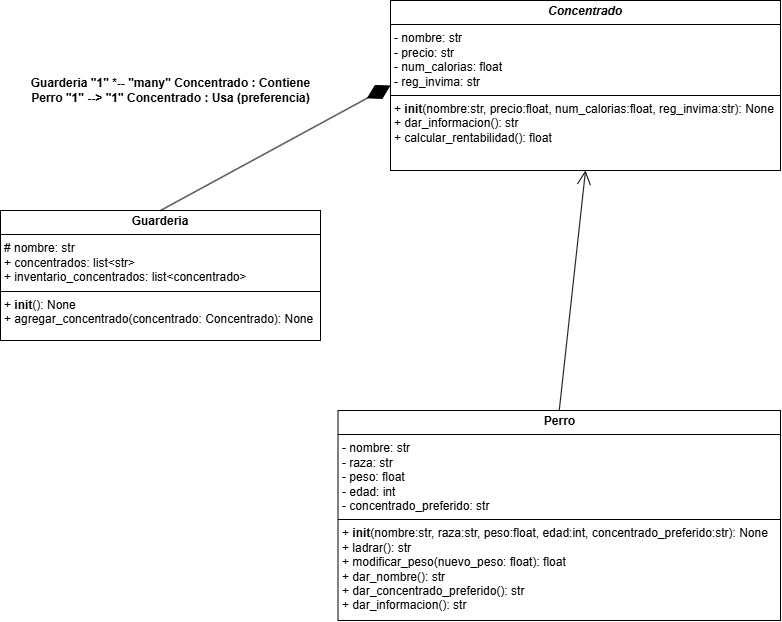 Concentrado
- nombre: str
- precio: str
- num_calorias: float
- reg_invima: str
+ init(nombre:str, precio:float, num_calorias:float, reg_invima:str): None
+ dar_informacion(): str
+ calcular_rentabilidad(): float
Guarderia "1" *-- "many" Concentrado : Contiene
Perro "1" --> "1" Concentrado : Usa (preferencia)
Guarderia
# nombre: str
+ concentrados: list<str>
+ inventario_concentrados: list<concentrado>
+ init(): None
+ agregar_concentrado(concentrado: Concentrado): None
Perro
- nombre: str
- raza: str
- peso: float
- edad: int
- concentrado_preferido: str
+ init(nombre:str, raza:str, peso:float, edad:int, concentrado_preferido:str): None
+ ladrar(): str
+ modificar_peso(nuevo_peso: float): float
+ dar_nombre(): str
+ dar_concentrado_preferido(): str
+ dar_informacion(): str